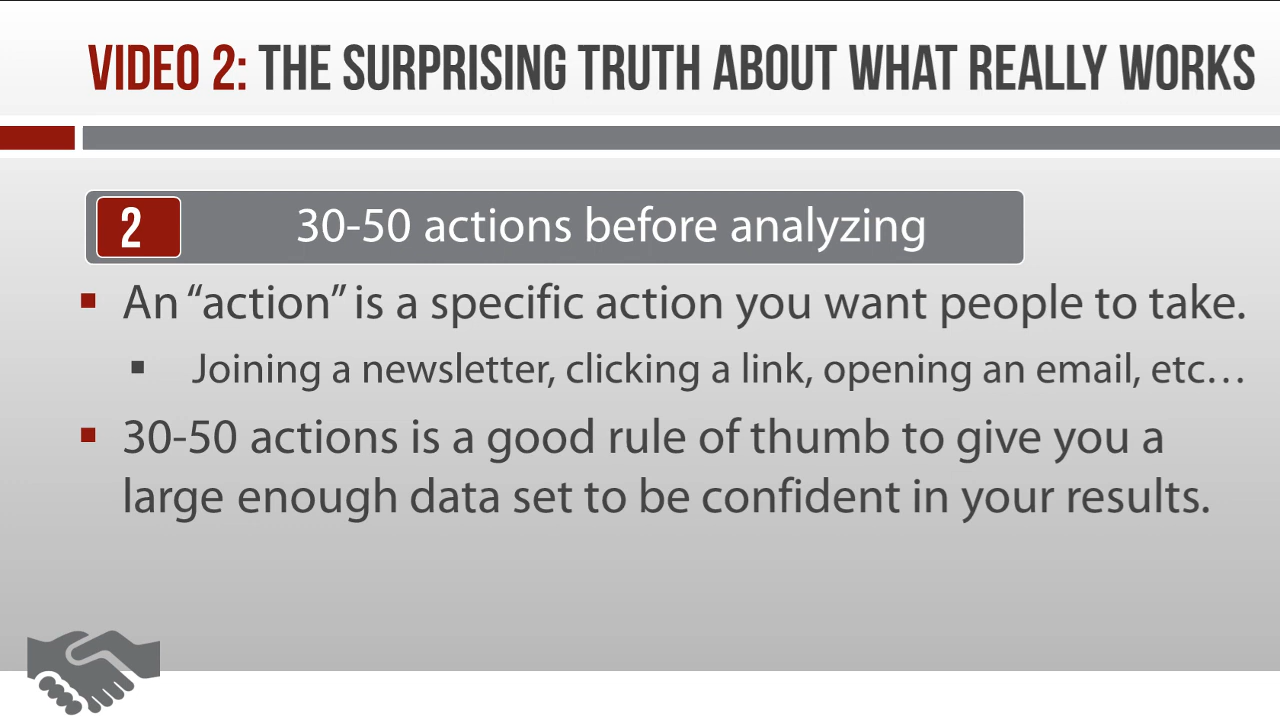 VIDEO 2: THE SURPRISING TRUTH ABOUT WHAT REALLY WORKS
2 30-50 actions before analyzing
An “action” is a specific action you want people to take.
Joining a newsletter, clicking a link, opening an email, etc…
30-50 actions is a good rule of thumb to give you a
large enough data set to be confident in your results.